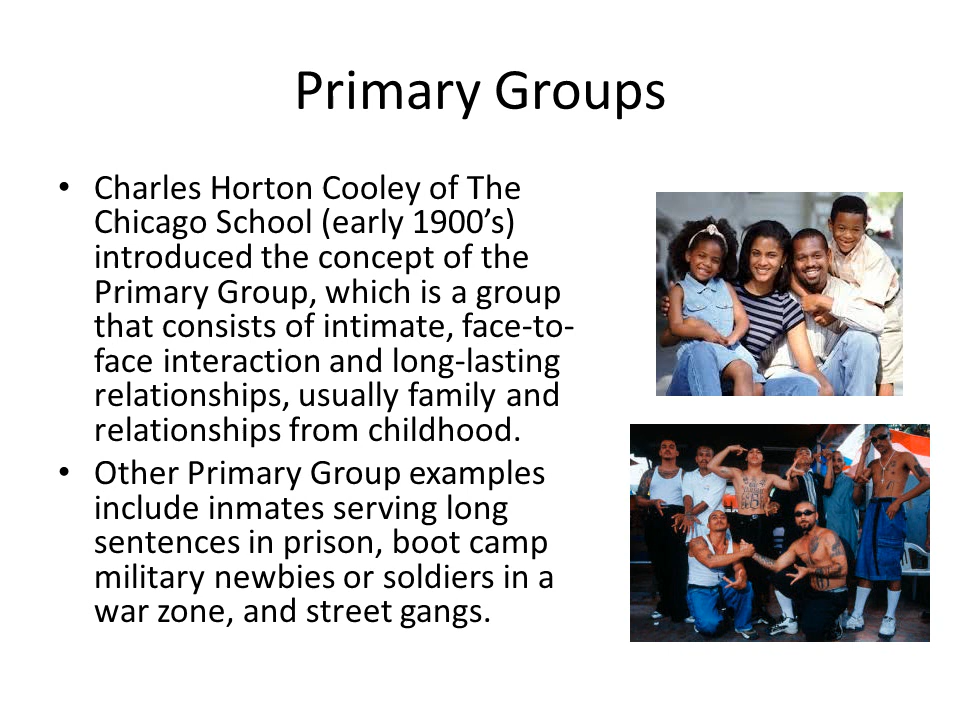 Primary Groups
• Charles Horton Cooley of The
Chicago School (early 1900’s)
introduced the concept of the
Primary Group, which is a group
that consists of intimate, face-to-
face interaction and long-lasting
relationships, usually family and
relationships from childhood.
• Other Primary Group examples
include inmates serving long
sentences in prison, boot camp
military newbies or soldiers in a
war zone, and street gangs.